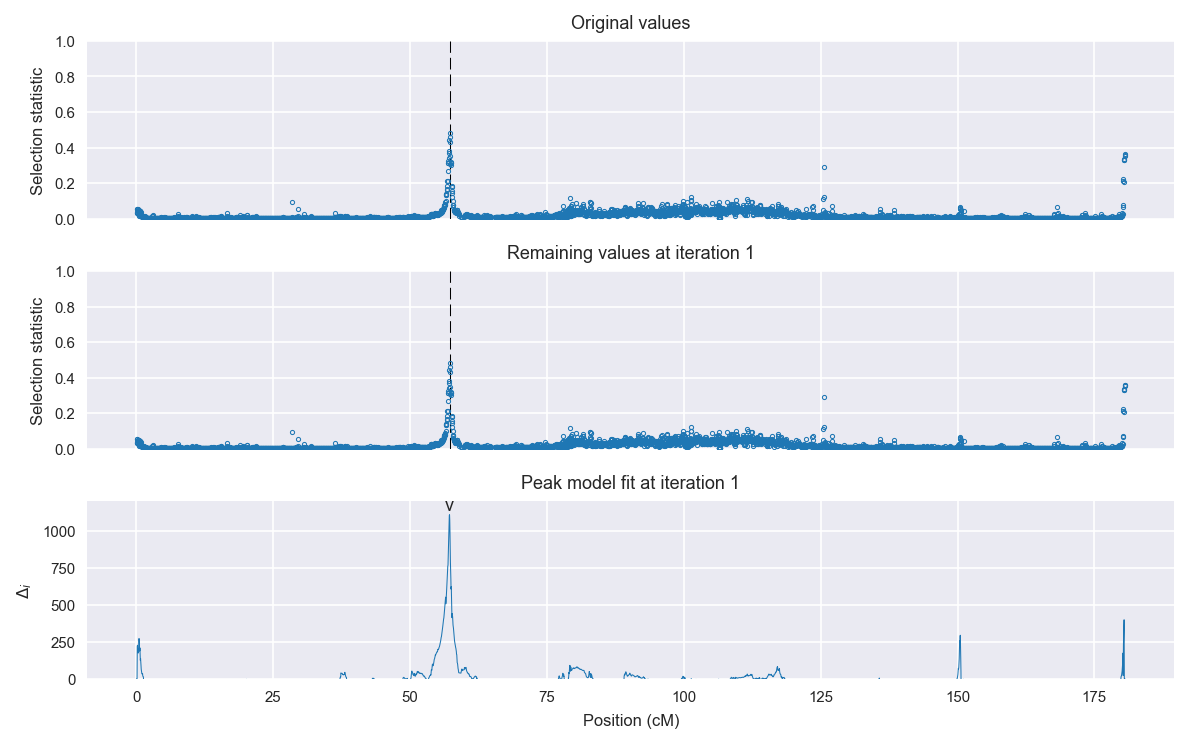 Original values
1.0
0.8
0.6
0.4
0.2
0.0
Selection statistic
Remaining values at iteration 1
1.0
0.8
0.6
0.4
0.2
0.0
Selection statistic
Peak model fit at iteration 1
v
1000
750
500
250
0
Δi
0 25 50 75 100 125 150 175
Position (cM)